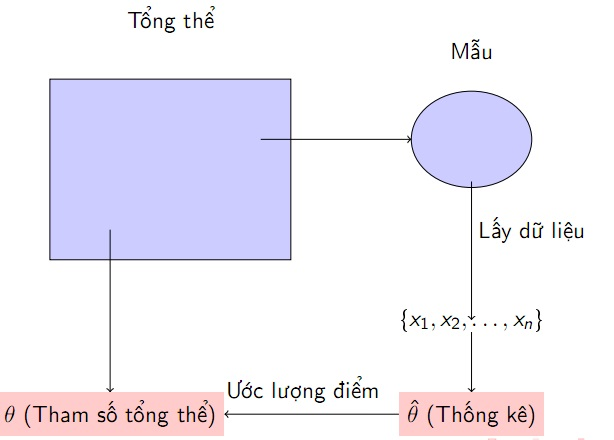 Tổng thể
Mẫu
Lấy dữ liệu
{x₁, x₂, . . . , xₙ}
Ước lượng điểm
θ (Tham số tổng thể)
θ̂ (Thống kê)